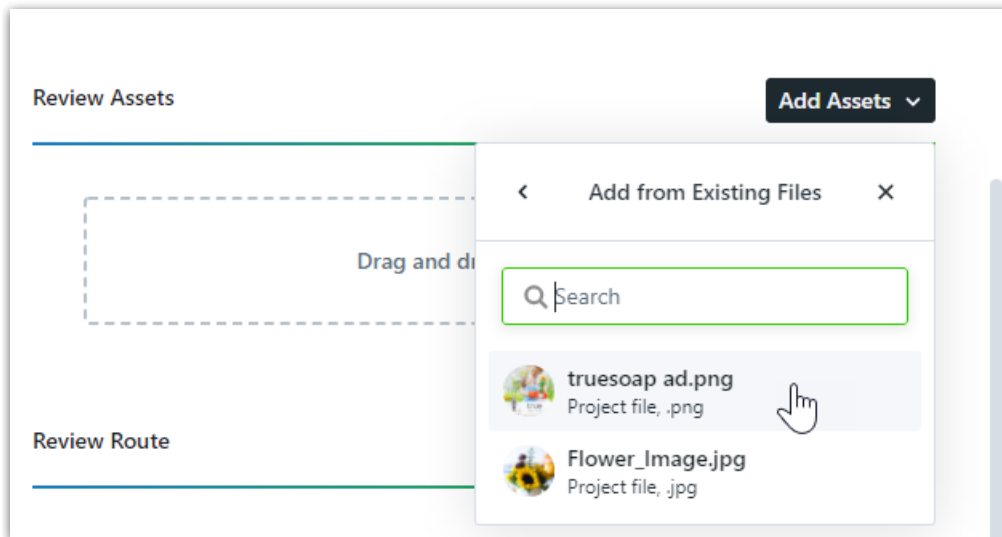 Review Assets
Add Assets
Add from Existing Files
Drag and
Search
truesoap ad.png
Project file, .png
true
Flower_Image.jpg
Project file, .jpg
Review Route